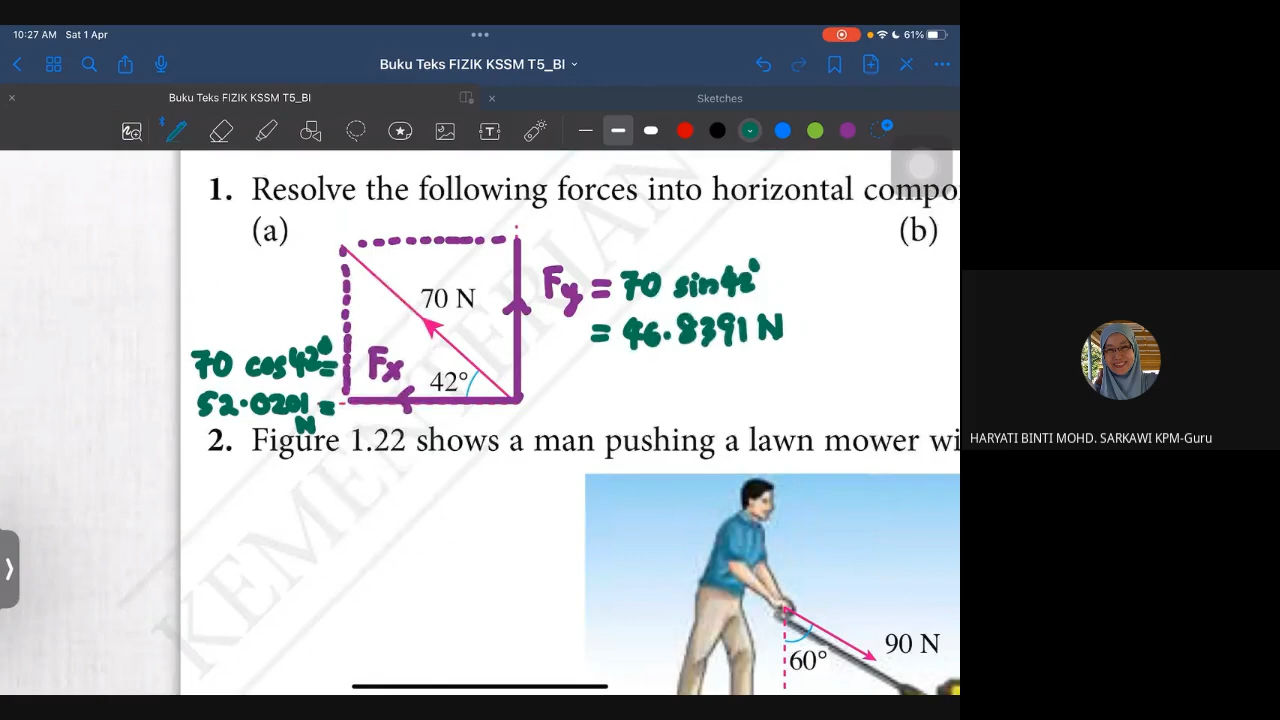 10:27 AM Sat 1 Apr
61%
Buku Teks FIZIK KSSM T5_BI
Buku Teks FIZIK KSSM T5_BI
Sketches
1. Resolve the following forces into horizontal compo
(a)
(b)
70 N
Fy = 70 sin42°
= 46.8391 N
70 cos42° =
Fx
42°
52.0201 =
N
2. Figure 1.22 shows a man pushing a lawn mower wi
90 N
60°
KEMENTERIAN
HARYATI BINTI MOHD. SARKAWI KPM-Guru